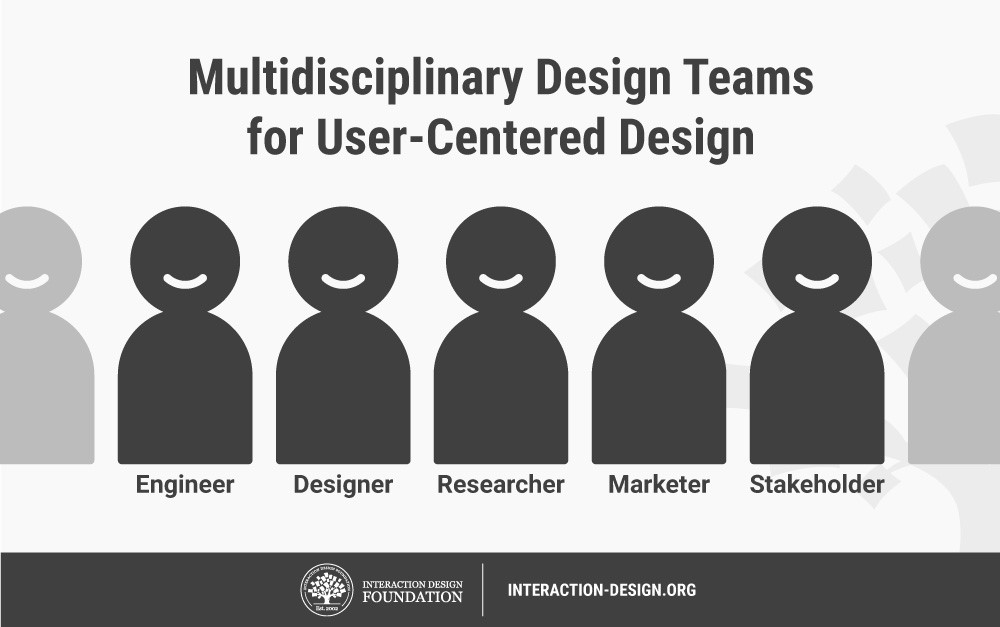 Multidisciplinary Design Teams
for User-Centered Design
Engineer Designer Researcher Marketer Stakeholder
INTERACTION DESIGN FOUNDATION
Est. 2002
INTERACTION DESIGN
FOUNDATION
INTERACTION-DESIGN.ORG